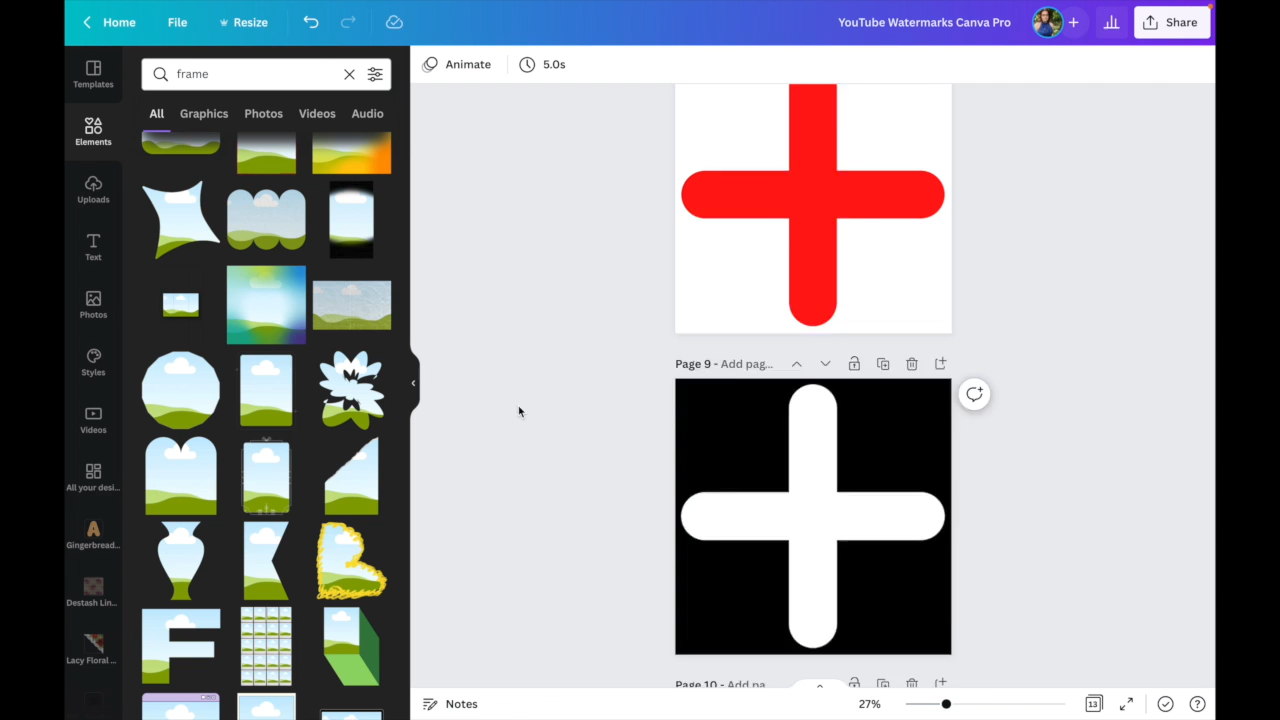 Home
File
Resize
YouTube Watermarks Canva Pro
Share
Templates
Elements
Uploads
Text
Photos
Styles
Videos
All your desi...
Gingerbread...
Destash Lin...
Lacy Floral ...
frame
All
Graphics
Photos
Videos
Audio
Animate
5.0s
Page 9 - Add pag...
Page 10 - Add pa
Notes
27%
13